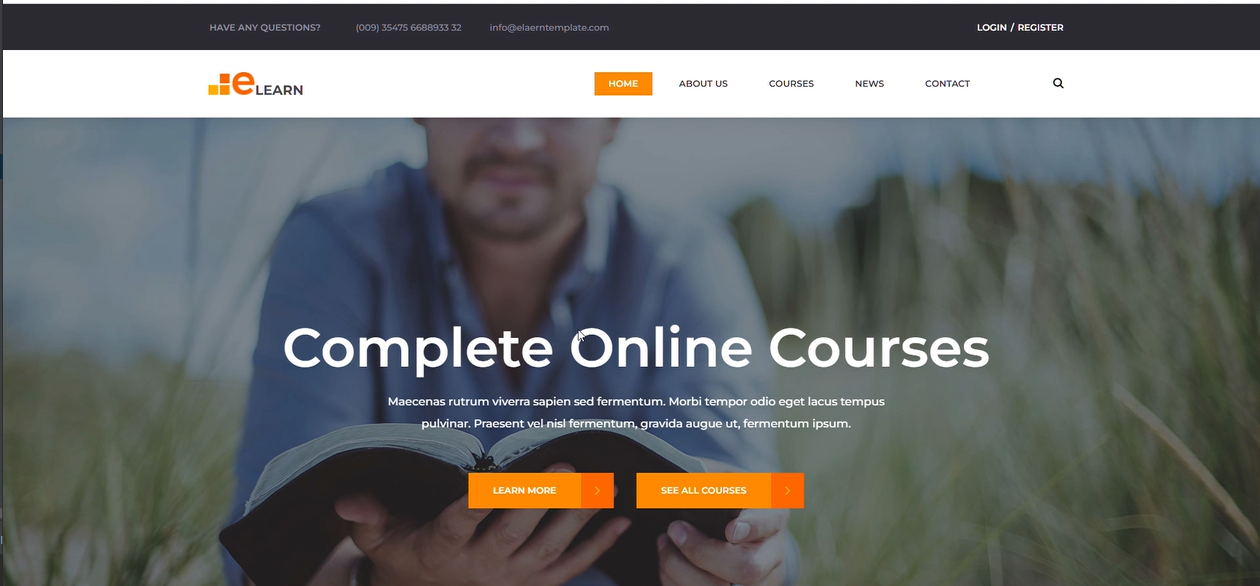 HAVE ANY QUESTIONS? (009) 35475 6688933 32 info@elaerntemplate.com LOGIN / REGISTER
eLEARN HOME ABOUT US COURSES NEWS CONTACT
Complete Online Courses
Maecenas rutrum viverra sapien sed fermentum. Morbi tempor odio eget lacus tempus
pulvinar. Praesent vel nisl fermentum, gravida augue ut, fermentum ipsum.
LEARN MORE SEE ALL COURSES